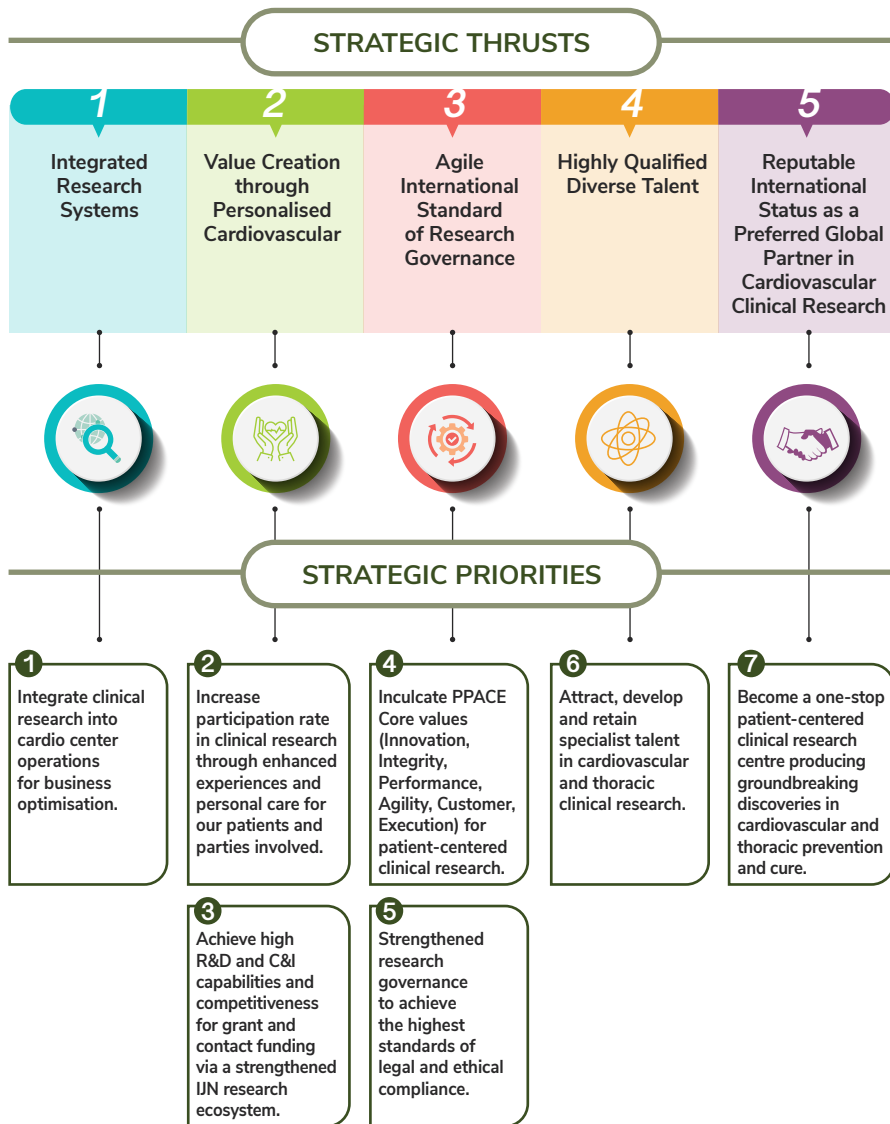 STRATEGIC THRUSTS
1
Integrated
Research
Systems
2
Value Creation
through
Personalised
Cardiovascular
3
Agile
International
Standard
of Research
Governance
4
Highly Qualified
Diverse Talent
5
Reputable
International
Status as a
Preferred Global
Partner in
Cardiovascular
Clinical Research
STRATEGIC PRIORITIES
1
Integrate clinical
research into
cardio center
operations
for business
optimisation.
2
Increase
participation rate
in clinical research
through enhanced
experiences and
personal care for
our patients and
parties involved.
3
Achieve high
R&D and C&I
capabilities and
competitiveness
for grant and
contact funding
via a strengthened
IJN research
ecosystem.
4
Inculcate PPACE
Core values
(Innovation,
Integrity,
Performance,
Agility, Customer,
Execution) for
patient-centered
clinical research.
5
Strengthened
research
governance
to achieve
the highest
standards of
legal and ethical
compliance.
6
Attract, develop
and retain
specialist talent
in cardiovascular
and thoracic
clinical research.
7
Become a one-stop
patient-centered
clinical research
centre producing
groundbreaking
discoveries in
cardiovascular and
thoracic prevention
and cure.